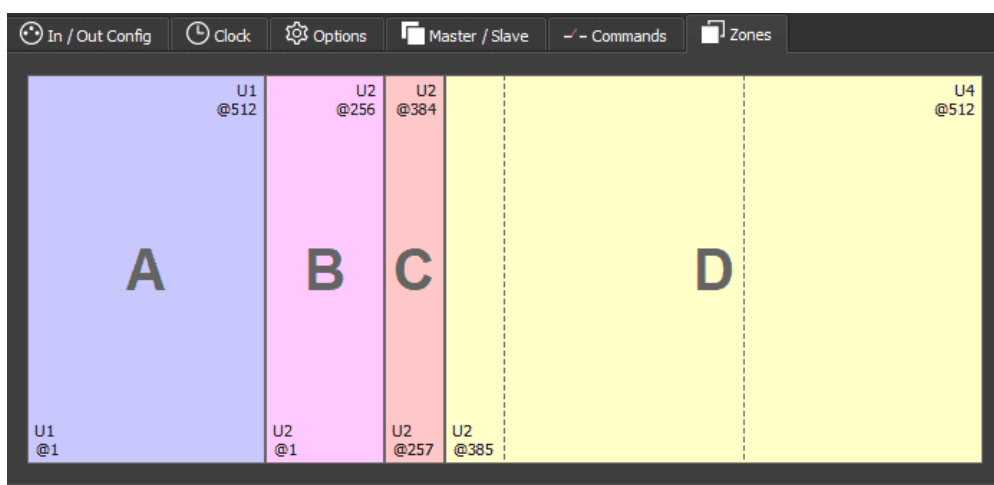 In / Out Config Clock Options Master / Slave Commands Zones
U1 U2 U2 U4
@512 @256 @384 @512
A B C D
U1 U2 U2 U2
@1 @1 @257 @385